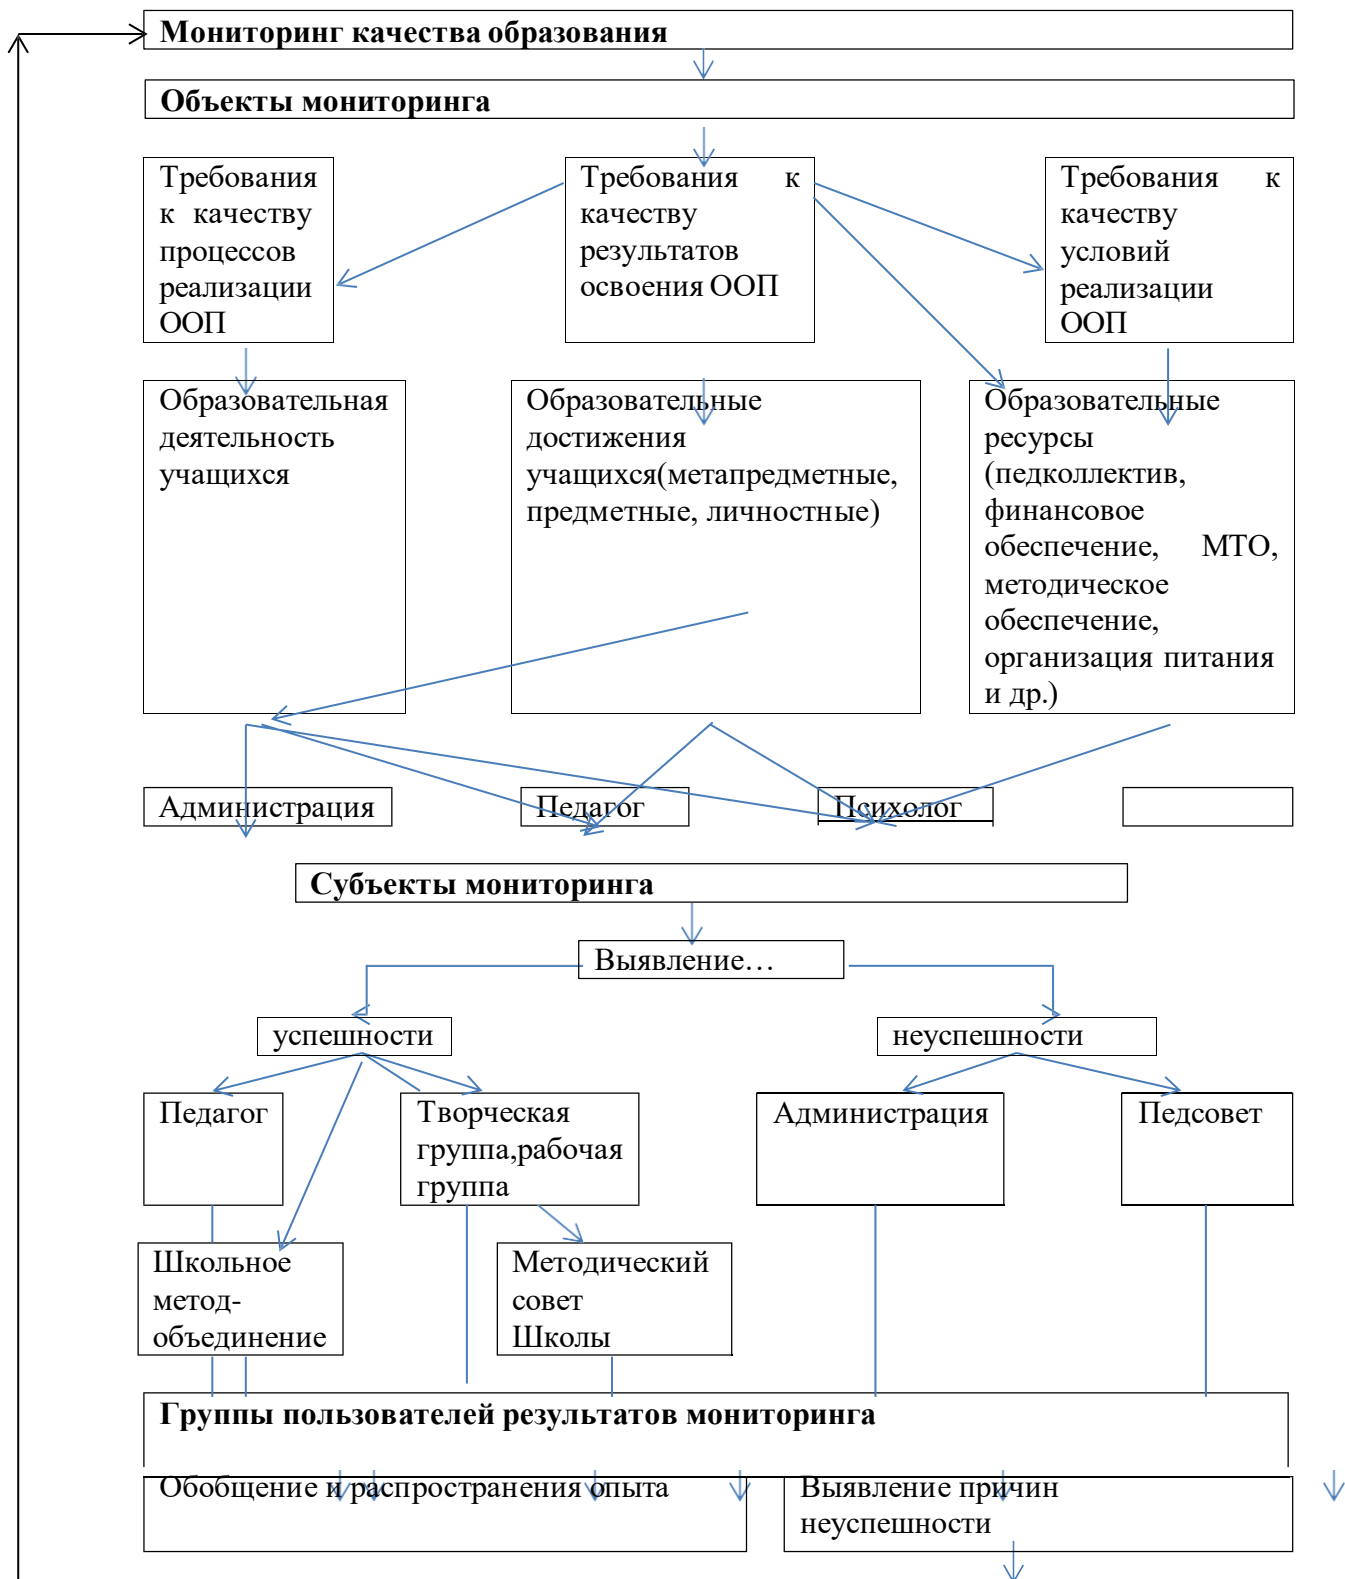 Мониторинг качества образования
Объекты мониторинга
Требования
к качеству
процессов
реализации
ООП
Требования к
качеству
результатов
освоения ООП
Требования к
качеству
условий
реализации
ООП
Образовательная
деятельность
учащихся
Образовательные
достижения
учащихся(метапредметные,
предметные, личностные)
Образовательные
ресурсы
(педколлектив,
финансовое
обеспечение, МТО,
методическое
обеспечение,
организация питания
и др.)
Администрация
Педагог
Психолог
Субъекты мониторинга
Выявление…
успешности
неуспешности
Педагог
Творческая
группа,рабочая
группа
Администрация
Педсовет
Школьное
метод-
объединение
Методический
совет
Школы
Группы пользователей результатов мониторинга
Обобщение и распространения опыта
Выявление причин
неуспешности